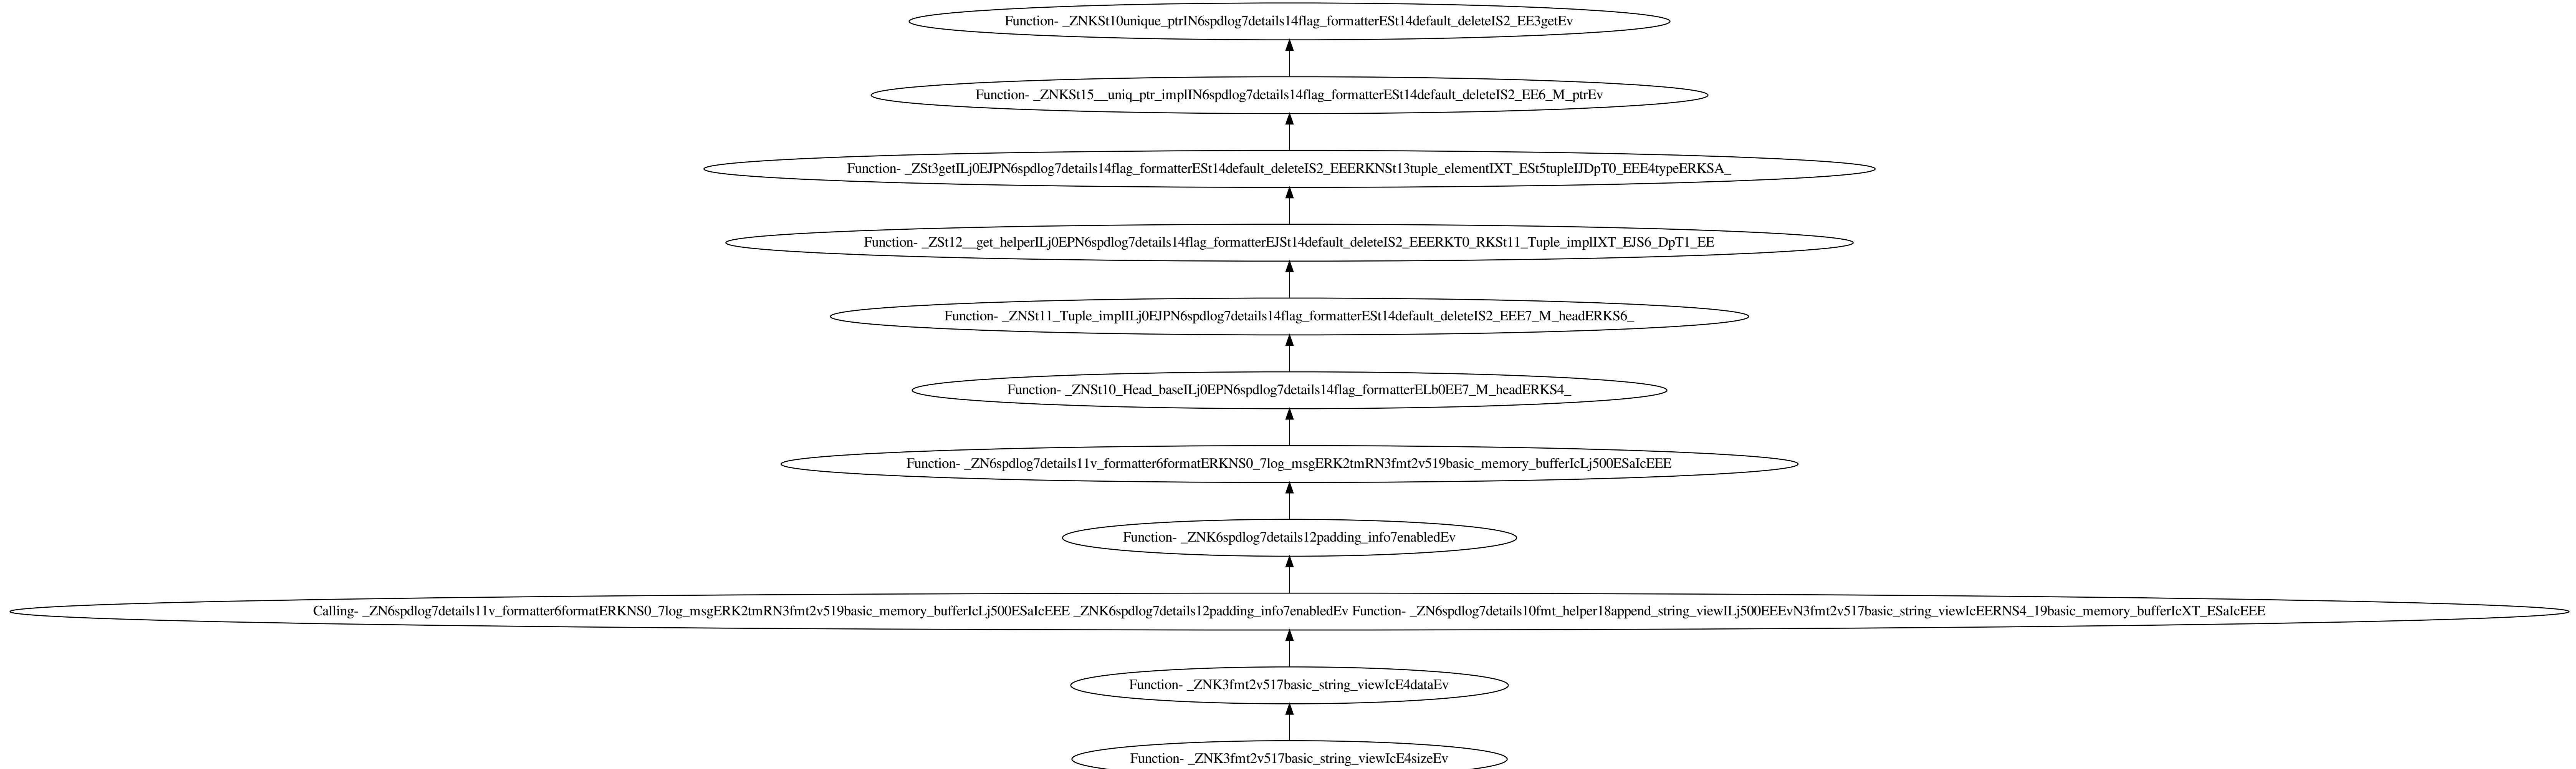 Function- _ZNKSt10unique_ptrIN6spdlog7details14flag_formatterESt14default_deleteIS2_EE3getEv
Function- _ZNKSt15__uniq_ptr_implIN6spdlog7details14flag_formatterESt14default_deleteIS2_EE6_M_ptrEv
Function- _ZSt3getILj0EJPN6spdlog7details14flag_formatterESt14default_deleteIS2_EEERKNSt13tuple_elementIXT_ESt5tupleIJDpT0_EEE4typeERKSA_
Function- _ZSt12__get_helperILj0EPN6spdlog7details14flag_formatterEJSt14default_deleteIS2_EEERKT0_RKSt11_Tuple_implIXT_EJS6_DpT1_EE
Function- _ZNSt11_Tuple_implILj0EJPN6spdlog7details14flag_formatterESt14default_deleteIS2_EEE7_M_headERKS6_
Function- _ZNSt10_Head_baseILj0EPN6spdlog7details14flag_formatterELb0EE7_M_headERKS4_
Function- _ZN6spdlog7details11v_formatter6formatERKNS0_7log_msgERK2tmRN3fmt2v519basic_memory_bufferIcLj500ESaIcEEE
Function- _ZNK6spdlog7details12padding_info7enabledEv
Calling- _ZN6spdlog7details11v_formatter6formatERKNS0_7log_msgERK2tmRN3fmt2v519basic_memory_bufferIcLj500ESaIcEEE _ZNK6spdlog7details12padding_info7enabledEv Function- _ZN6spdlog7details10fmt_helper18append_string_viewILj500EEEvN3fmt2v517basic_string_viewIcEERNS4_19basic_memory_bufferIcXT_ESaIcEEE
Function- _ZNK3fmt2v517basic_string_viewIcE4dataEv
Function- _ZNK3fmt2v517basic_string_viewIcE4sizeEv